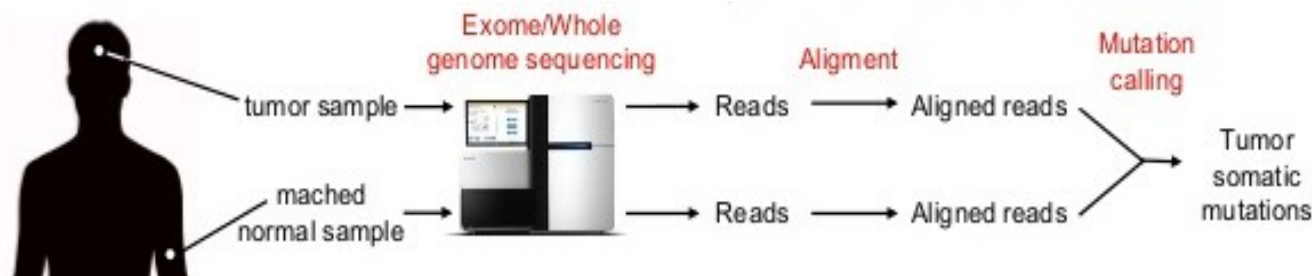 Exome/Whole
genome sequencing
Aligment
Mutation
calling
tumor sample
Reads
Aligned reads
Tumor
somatic
mutations
mached
normal sample
Reads
Aligned reads